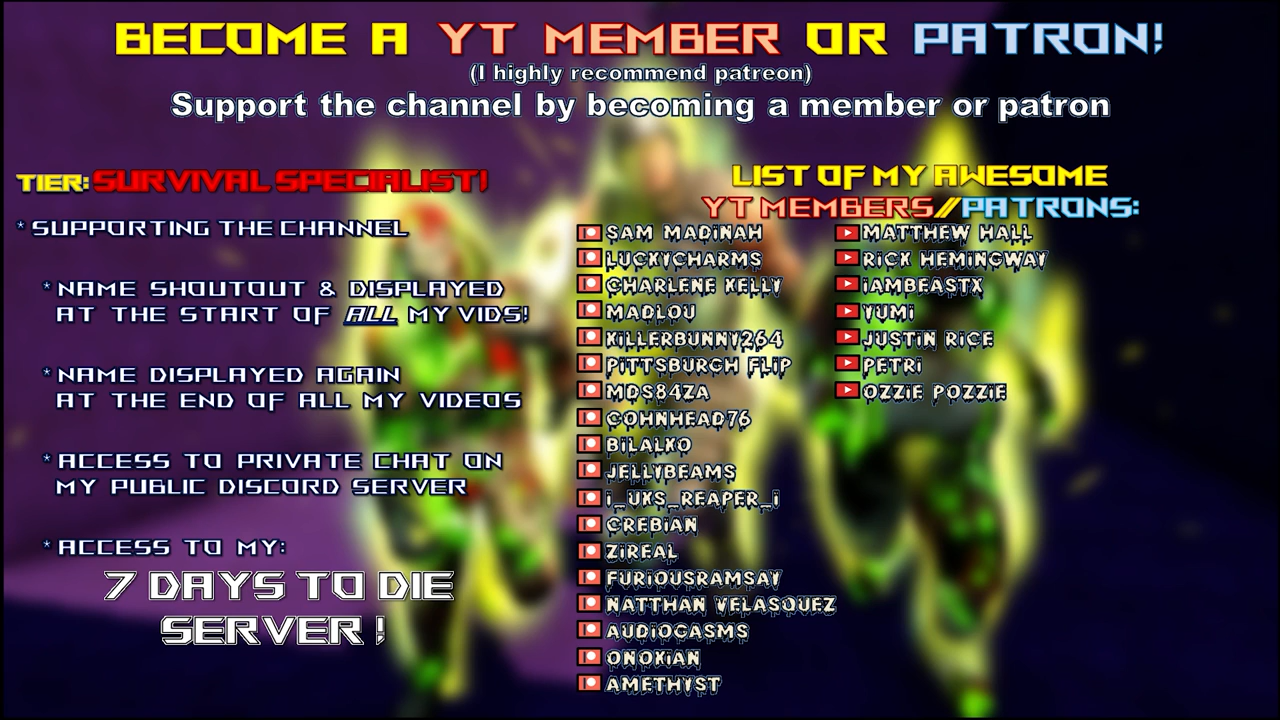 BECOME A YT MEMBER OR PATRON!
(I highly recommend patreon)
Support the channel by becoming a member or patron
TIER: SURVIVAL SPECIALIST!
* SUPPORTING THE CHANNEL
* NAME SHOUTOUT & DISPLAYED
AT THE START OF ALL MY VIDS!
* NAME DISPLAYED AGAIN
AT THE END OF ALL MY VIDEOS
* ACCESS TO PRIVATE CHAT ON
MY PUBLIC DISCORD SERVER
* ACCESS TO MY:
7 DAYS TO DIE
SERVER !
LIST OF MY AWESOME
YT MEMBERS//PATRONS:
SAM MADiNAH
LUCKYCHARMS
CHARLENE KELLY
MADLOU
KiLLERBUNNY264
PiTTSBURGH FLiP
MDS84ZA
COHNHEAD76
BiLALKO
JELLYBEAMS
i_UKS_REAPER_i
CREBiAN
ZiREAL
FURiOUSRAMSAY
NATTHAN VELASQUEZ
AUDiOGASMS
ONOXiAN
AMETHYST
MATTHEW HALL
RiCK HEMiNGWAY
iAMBEASTX
YUMi
JUSTiN RiCE
PETRi
OZZiE POZZiE